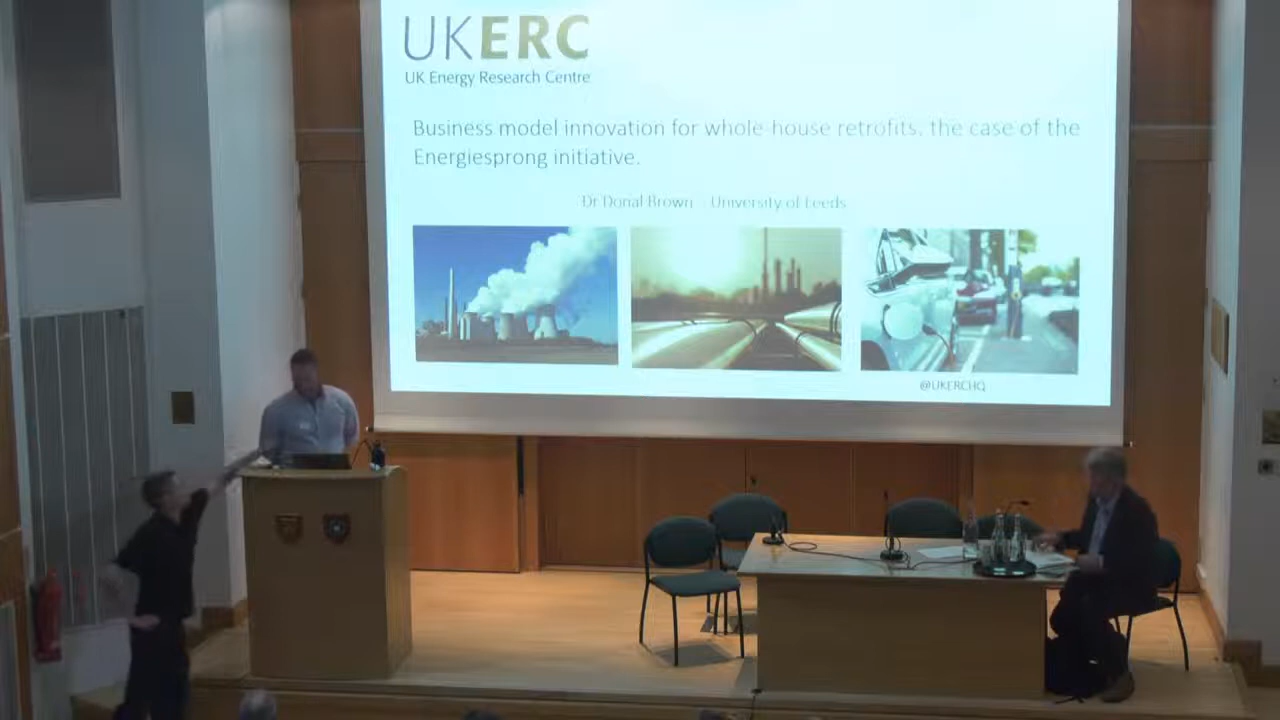 UKERC
UK Energy Research Centre
Business model innovation for whole-house retrofits, the case of the
Energiesprong initiative.
Dr Donal Brown - University of Leeds
@UKERCHQ